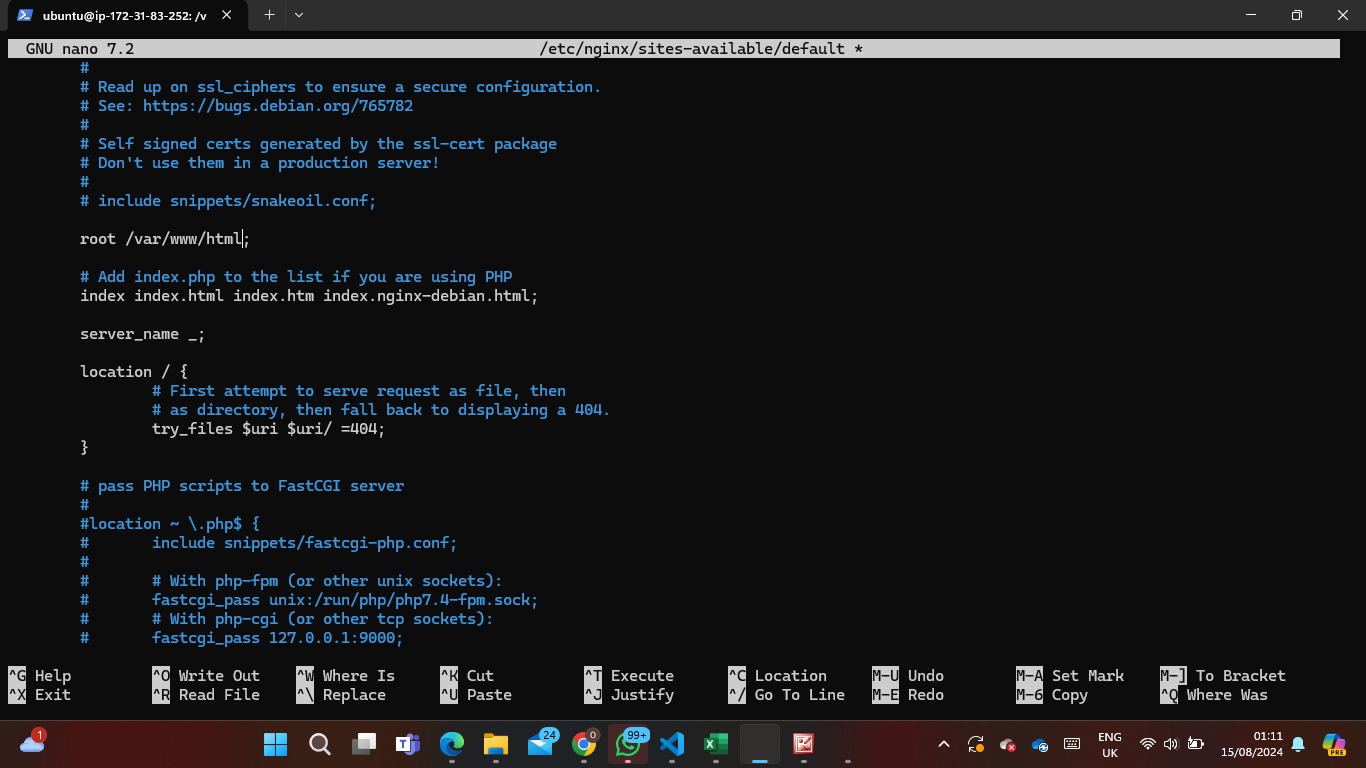 ubuntu@ip-172-31-83-252: /v
GNU nano 7.2 /etc/nginx/sites-available/default *
#
# Read up on ssl_ciphers to ensure a secure configuration.
# See: https://bugs.debian.org/765782
#
# Self signed certs generated by the ssl-cert package
# Don't use them in a production server!
#
# include snippets/snakeoil.conf;
root /var/www/html;
# Add index.php to the list if you are using PHP
index index.html index.htm index.nginx-debian.html;
server_name _;
location / {
# First attempt to serve request as file, then
# as directory, then fall back to displaying a 404.
try_files $uri $uri/ =404;
}
# pass PHP scripts to FastCGI server
#
#location ~ \.php$ {
# include snippets/fastcgi-php.conf;
#
# # With php-fpm (or other unix sockets):
# fastcgi_pass unix:/run/php/php7.4-fpm.sock;
# # With php-cgi (or other tcp sockets):
# fastcgi_pass 127.0.0.1:9000;
^G Help ^O Write Out ^W Where Is ^K Cut ^T Execute ^C Location M-U Undo M-A Set Mark M-] To Bracket
^X Exit ^R Read File ^\ Replace ^U Paste ^J Justify ^/ Go To Line M-E Redo M-6 Copy ^Q Where Was
1
24
0
99+
ENG
UK
01:11
15/08/2024
PRE